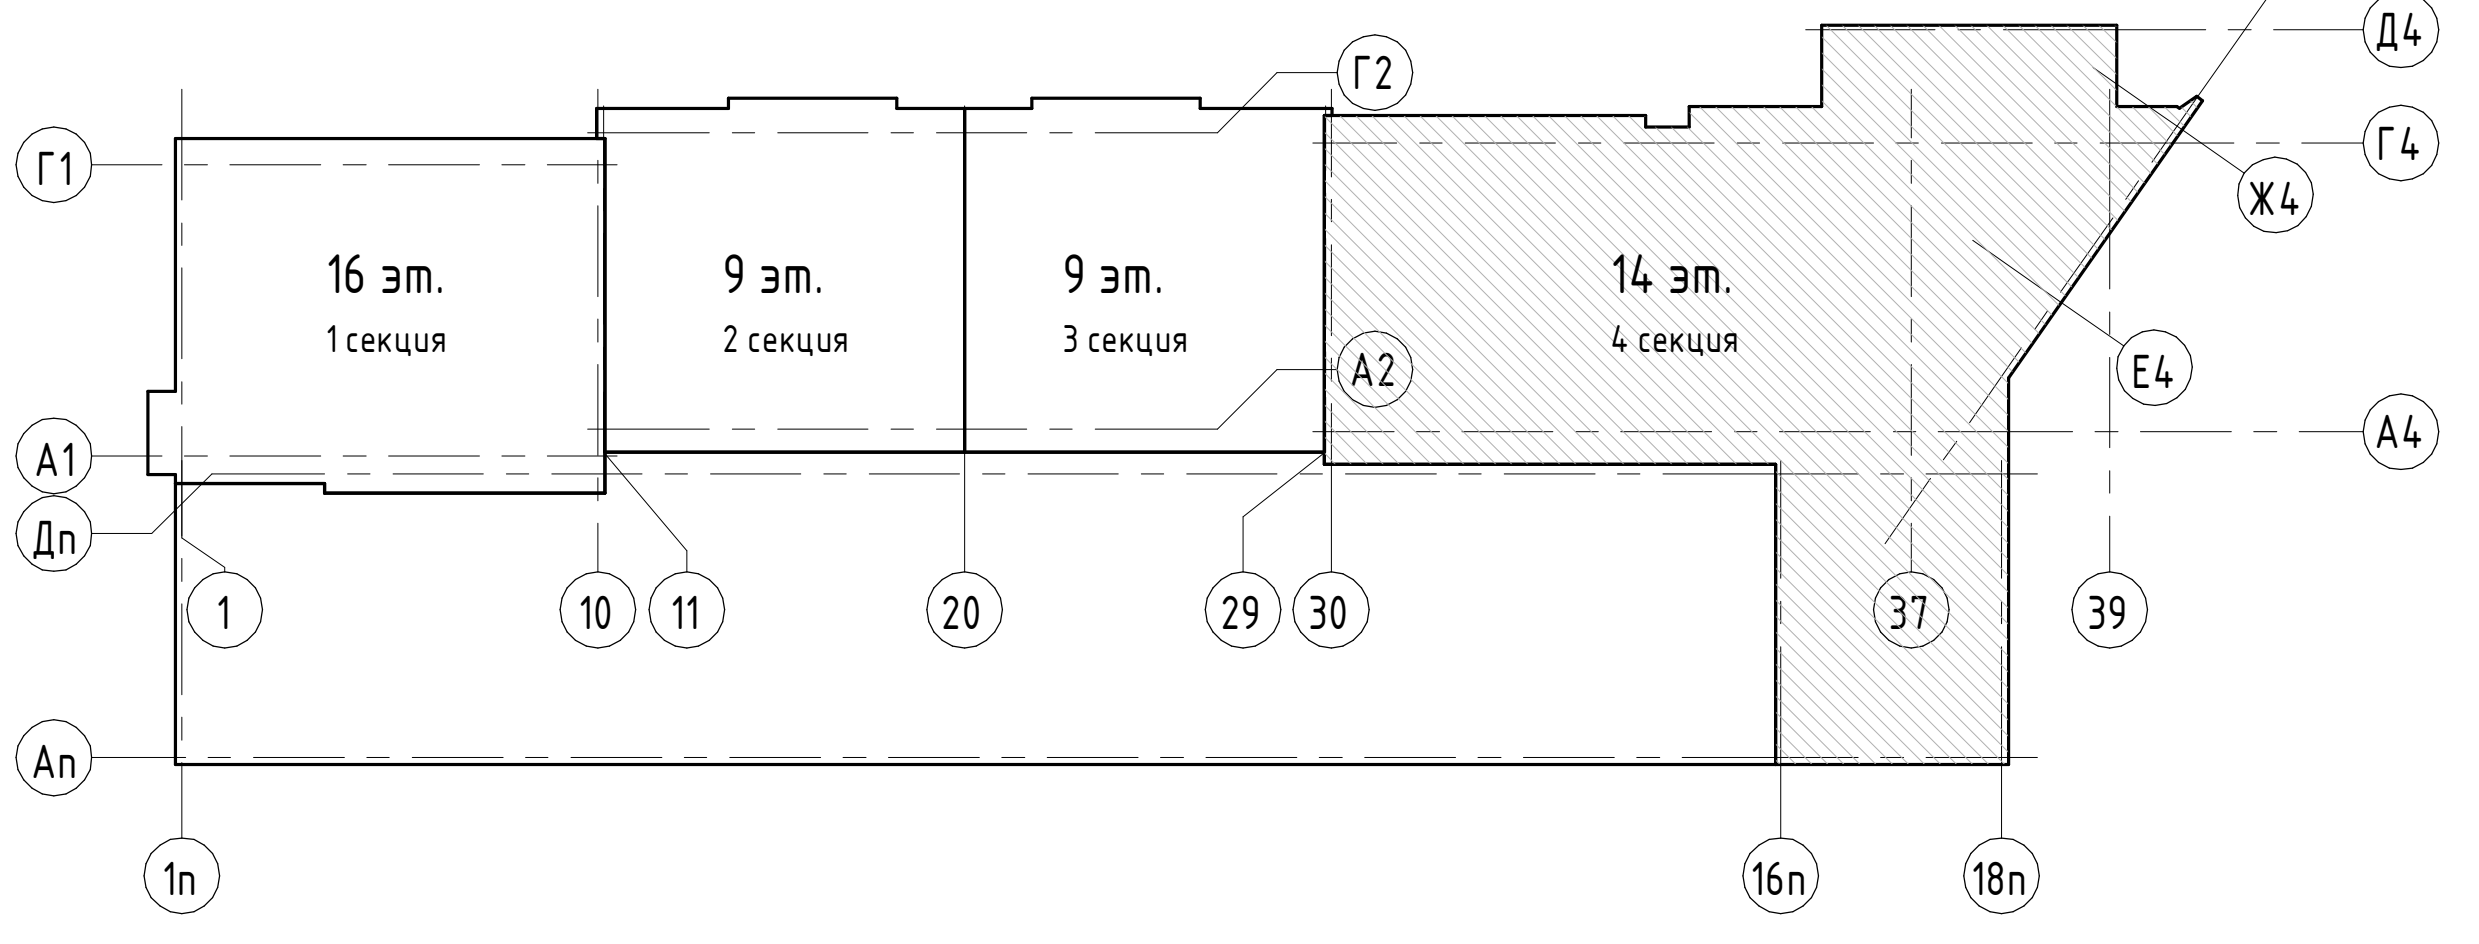 Д4
Г2
Г1
Г4
Ж4
16 эт.
9 эт.
9 эт.
14 эт.
1 секция
2 секция
3 секция
4 секция
А2
Е4
А1
А4
Дп
1
10
11
20
29
30
37
39
Ап
1п
16п
18п